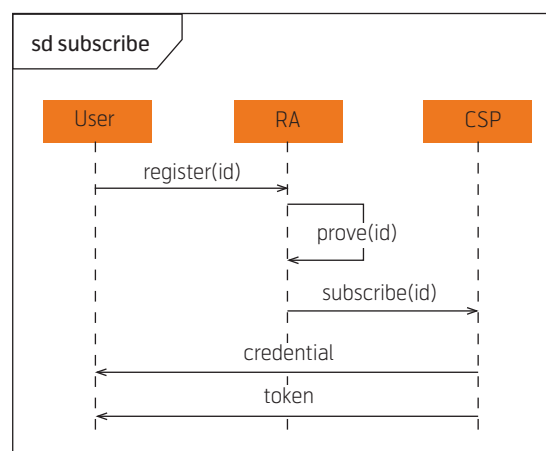 sd subscribe
User RA CSP
register(id)
prove(id)
subscribe(id)
credential
token